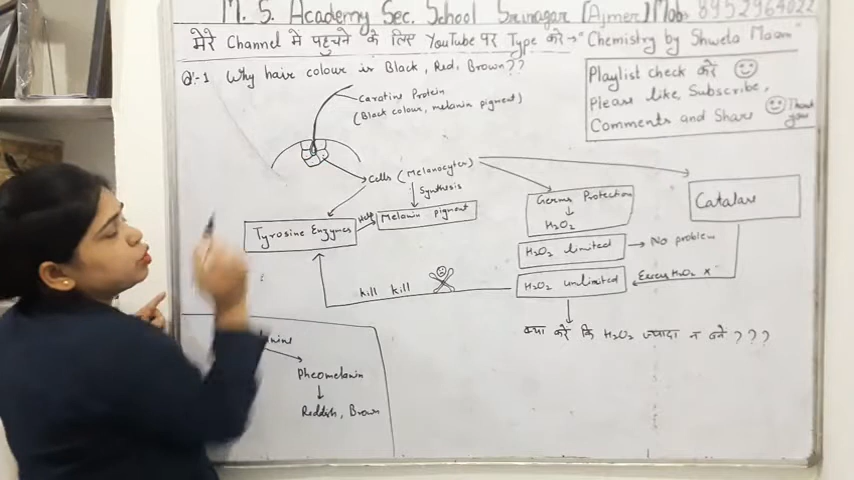 M. S. Academy Sec. School Srinagar (Ajmer) Mob. 8952964022
मेरे Channel में पहुचने के लिए YouTube पर Type करे → "Chemistry by Shweta Maam"
Q.-1 Why hair colour is Black, Red, Brown??
Playlist check करें
Please like, Subscribe,
Comments and Share
Thank you
Caratine Protein
(Black colour, melanin pigment)
Cells (Melanocytes)
Synthesis
Tyrosine Enzymes
Help
Melanin pigment
Germs Protection
↓
H₂O₂
Catalase
H₂O₂ limited → No problem
H₂O₂ unlimited
Excess H₂O₂ x
kill kill
क्या करें कि H₂O₂ ज्यादा न बने ???
Pheomelanin
↓
Reddish, Brown